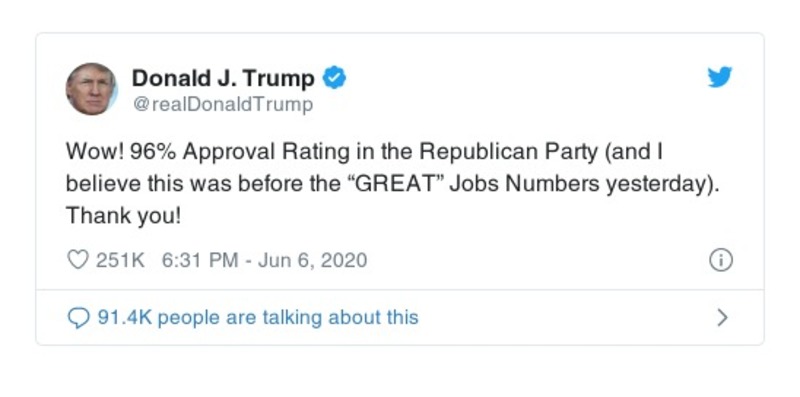 Donald J. Trump
@realDonaldTrump
Wow! 96% Approval Rating in the Republican Party (and I
believe this was before the “GREAT” Jobs Numbers yesterday).
Thank you!
251K 6:31 PM - Jun 6, 2020
91.4K people are talking about this